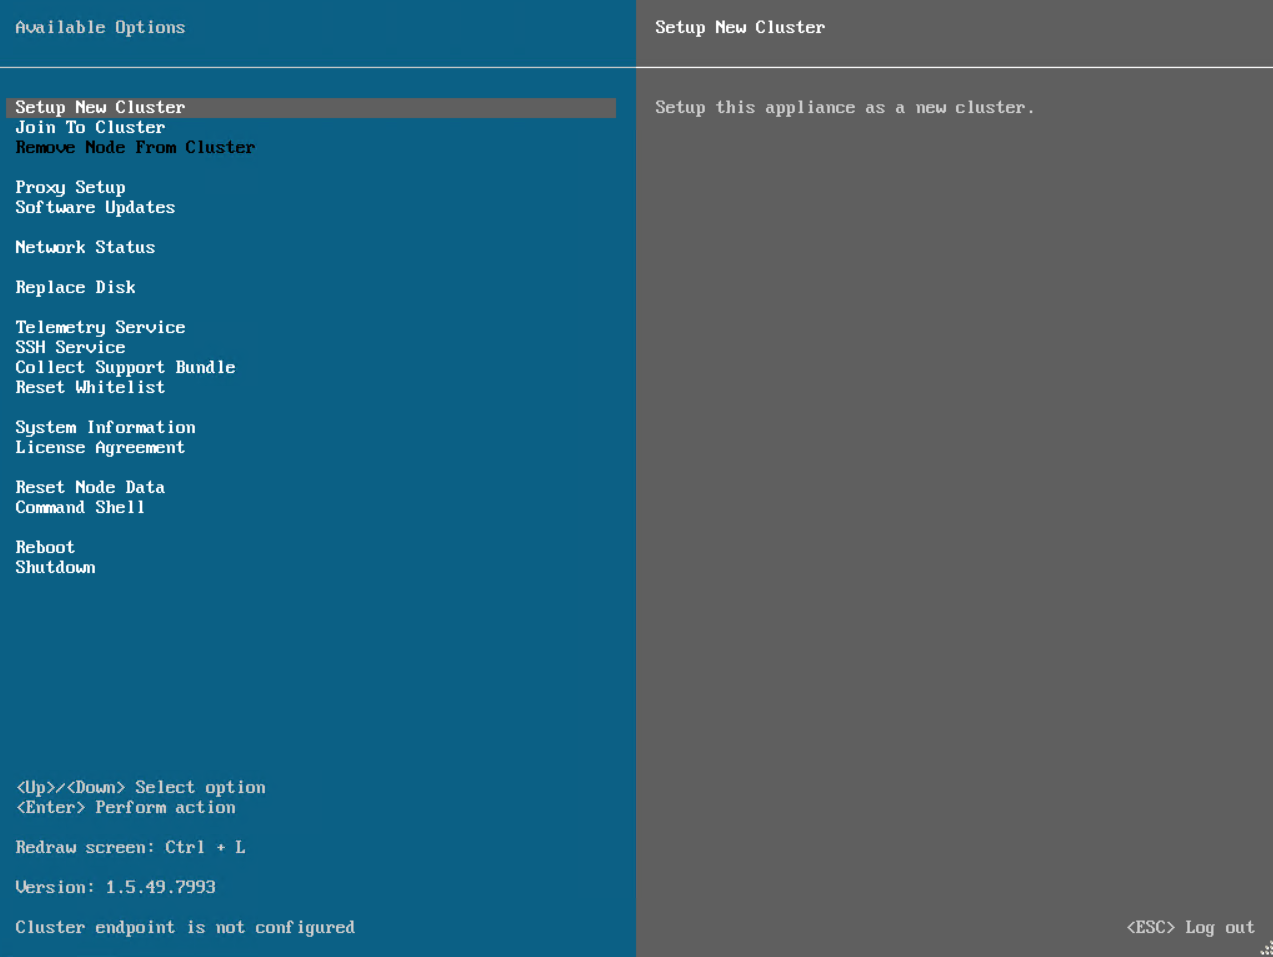 Available Options
Setup New Cluster
Join To Cluster
Remove Node From Cluster
Proxy Setup
Software Updates
Network Status
Replace Disk
Telemetry Service
SSH Service
Collect Support Bundle
Reset Whitelist
System Information
License Agreement
Reset Node Data
Command Shell
Reboot
Shutdown
<Up>/<Down> Select option
<Enter> Perform action
Redraw screen: Ctrl + L
Version: 1.5.49.7993
Cluster endpoint is not configured
Setup New Cluster
Setup this appliance as a new cluster.
<ESC> Log out